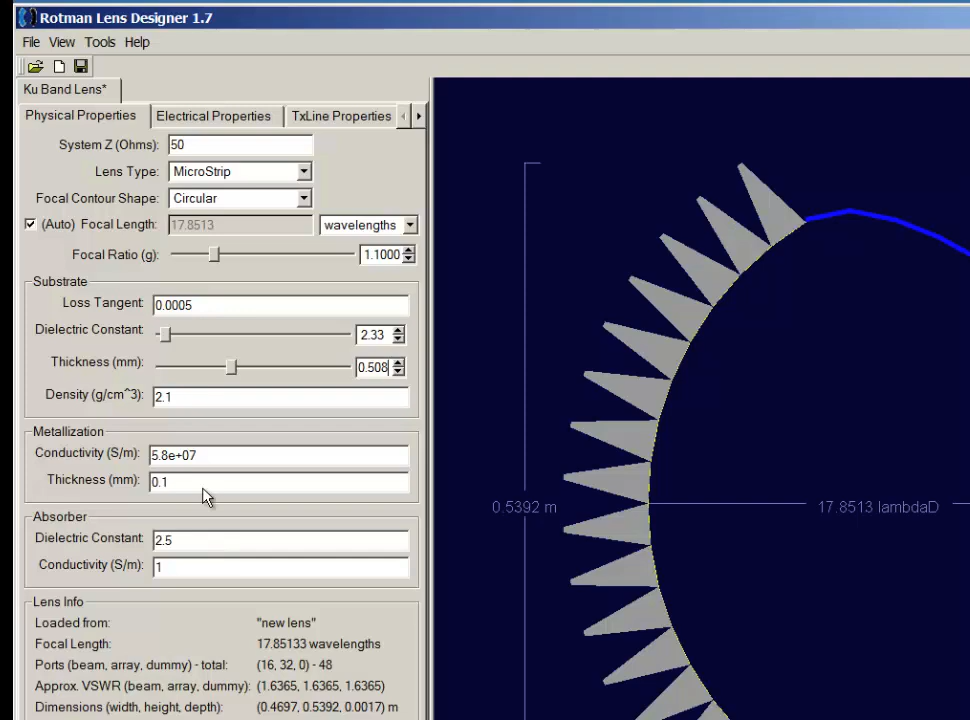 Rotman Lens Designer 1.7
File View Tools Help
Ku Band Lens*
Physical Properties Electrical Properties TxLine Properties
System Z (Ohms): 50
Lens Type: MicroStrip
Focal Contour Shape: Circular
(Auto) Focal Length: 17.8513 wavelengths
Focal Ratio (g): 1.1000
Substrate
Loss Tangent: 0.0005
Dielectric Constant: 2.33
Thickness (mm): 0.508
Density (g/cm^3): 2.1
Metallization
Conductivity (S/m): 5.8e+07
Thickness (mm): 0.1
Absorber
Dielectric Constant: 2.5
Conductivity (S/m): 1
Lens Info
Loaded from: "new lens"
Focal Length: 17.85133 wavelengths
Ports (beam, array, dummy) - total: (16, 32, 0) - 48
Approx. VSWR (beam, array, dummy): (1.6365, 1.6365, 1.6365)
Dimensions (width, height, depth): (0.4697, 0.5392, 0.0017) m
0.5392 m
17.8513 lambdaD